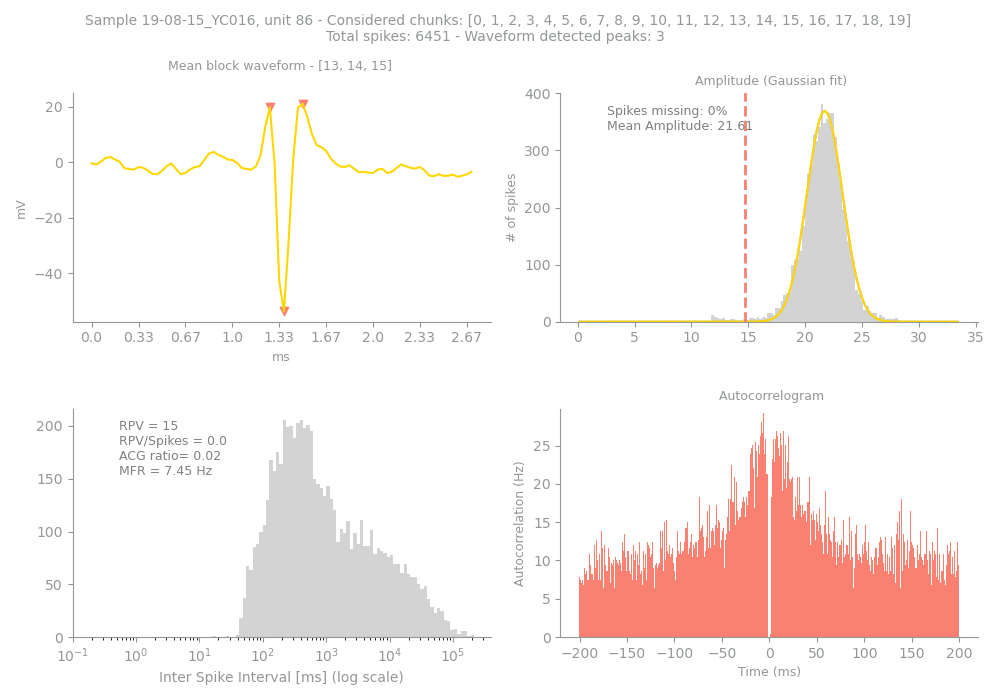 Sample 19-08-15_YC016, unit 86 - Considered chunks: [0, 1, 2, 3, 4, 5, 6, 7, 8, 9, 10, 11, 12, 13, 14, 15, 16, 17, 18, 19]
Total spikes: 6451 - Waveform detected peaks: 3
Mean block waveform - [13, 14, 15]
20
0
−20
−40
mV
0.0 0.33 0.67 1.0 1.33 1.67 2.0 2.33 2.67
ms
Amplitude (Gaussian fit)
Spikes missing: 0%
Mean Amplitude: 21.61
400
300
200
100
0
# of spikes
0 5 10 15 20 25 30 35
RPV = 15
RPV/Spikes = 0.0
ACG ratio= 0.02
MFR = 7.45 Hz
200
150
100
50
0
10⁻¹ 10⁰ 10¹ 10² 10³ 10⁴ 10⁵
Inter Spike Interval [ms] (log scale)
Autocorrelogram
25
20
15
10
5
0
Autocorrelation (Hz)
−200 −150 −100 −50 0 50 100 150 200
Time (ms)